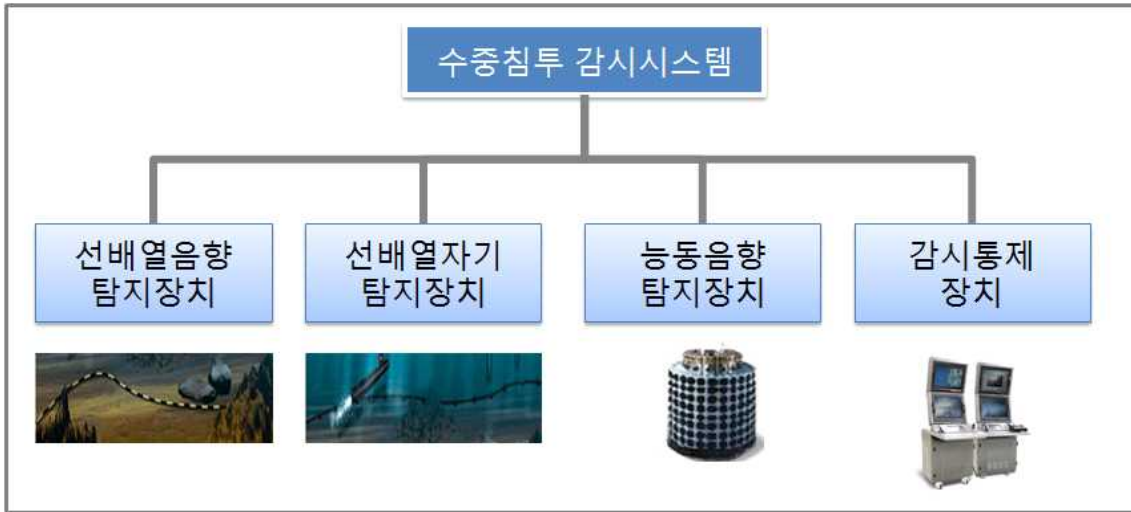 수중침투 감시시스템
선배열음향
탐지장치
선배열자기
탐지장치
능동음향
탐지장치
감시통제
장치